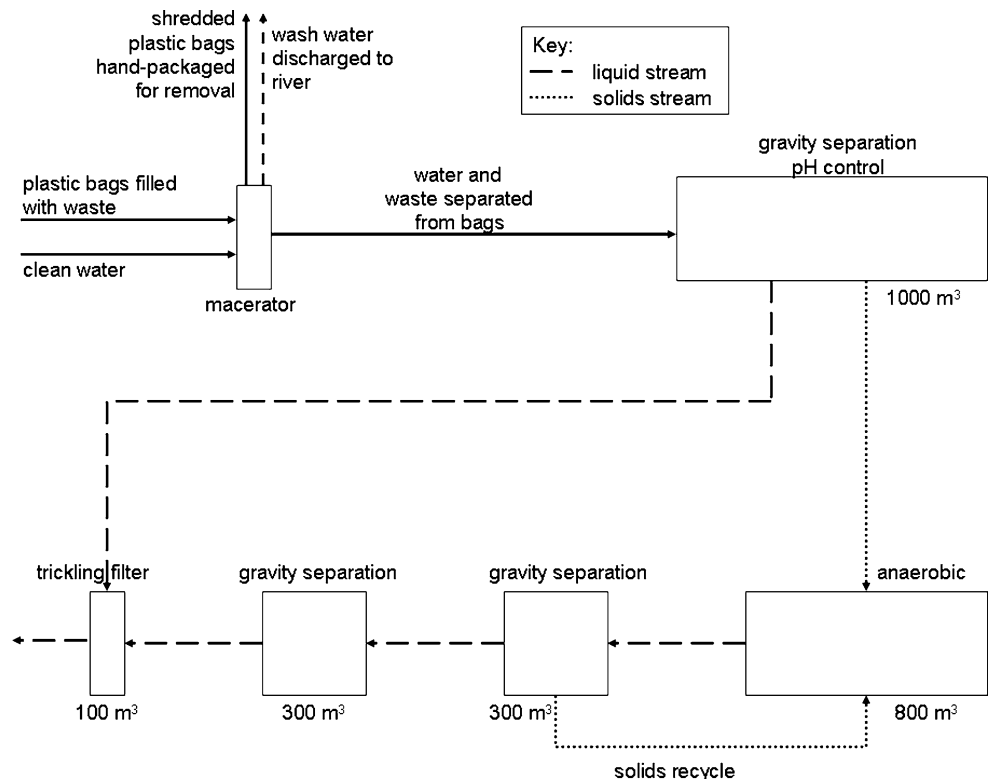 shredded
plastic bags
hand-packaged
for removal
wash water
discharged to
river
Key:
liquid stream
solids stream
gravity separation
pH control
plastic bags filled
with waste
water and
waste separated
from bags
clean water
macerator
1000 m³
trickling filter
gravity separation
gravity separation
anaerobic
100 m³
300 m³
300 m³
800 m³
solids recycle